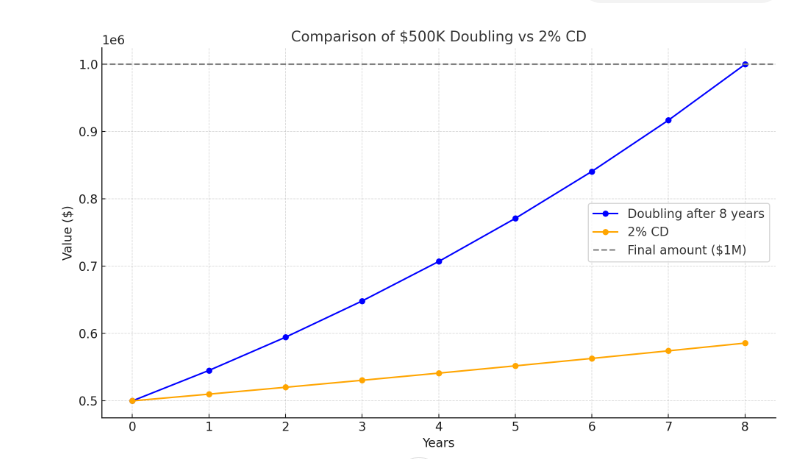 Comparison of $500K Doubling vs 2% CD
1e6
1.0
0.9
0.8
0.7
0.6
0.5
Value ($)
Doubling after 8 years
2% CD
Final amount ($1M)
0 1 2 3 4 5 6 7 8
Years